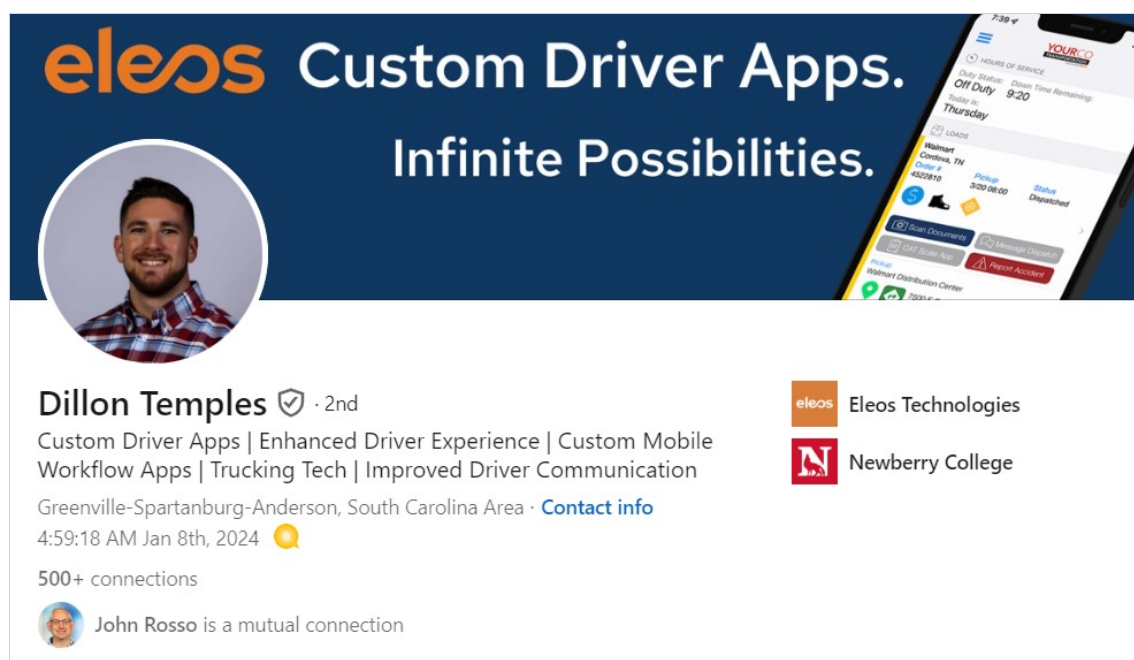 eleos Custom Driver Apps.
Infinite Possibilities.
7:39
YOURCO
TRANSPORTATION
HOURS OF SERVICE
Duty Status: Down Time Remaining:
Off Duty 9:20
Today is:
Thursday
LOADS
Walmart
Cordova, TN
Order # Pickup Status
4522810 3/20 08:00 Dispatched
Scan Documents Message Dispatch
CAT Scale App Report Accident
Pickup
Walmart Distribution Center
Dillon Temples · 2nd
Custom Driver Apps | Enhanced Driver Experience | Custom Mobile
Workflow Apps | Trucking Tech | Improved Driver Communication
Greenville-Spartanburg-Anderson, South Carolina Area · Contact info
4:59:18 AM Jan 8th, 2024
500+ connections
John Rosso is a mutual connection
eleos Eleos Technologies
N Newberry College